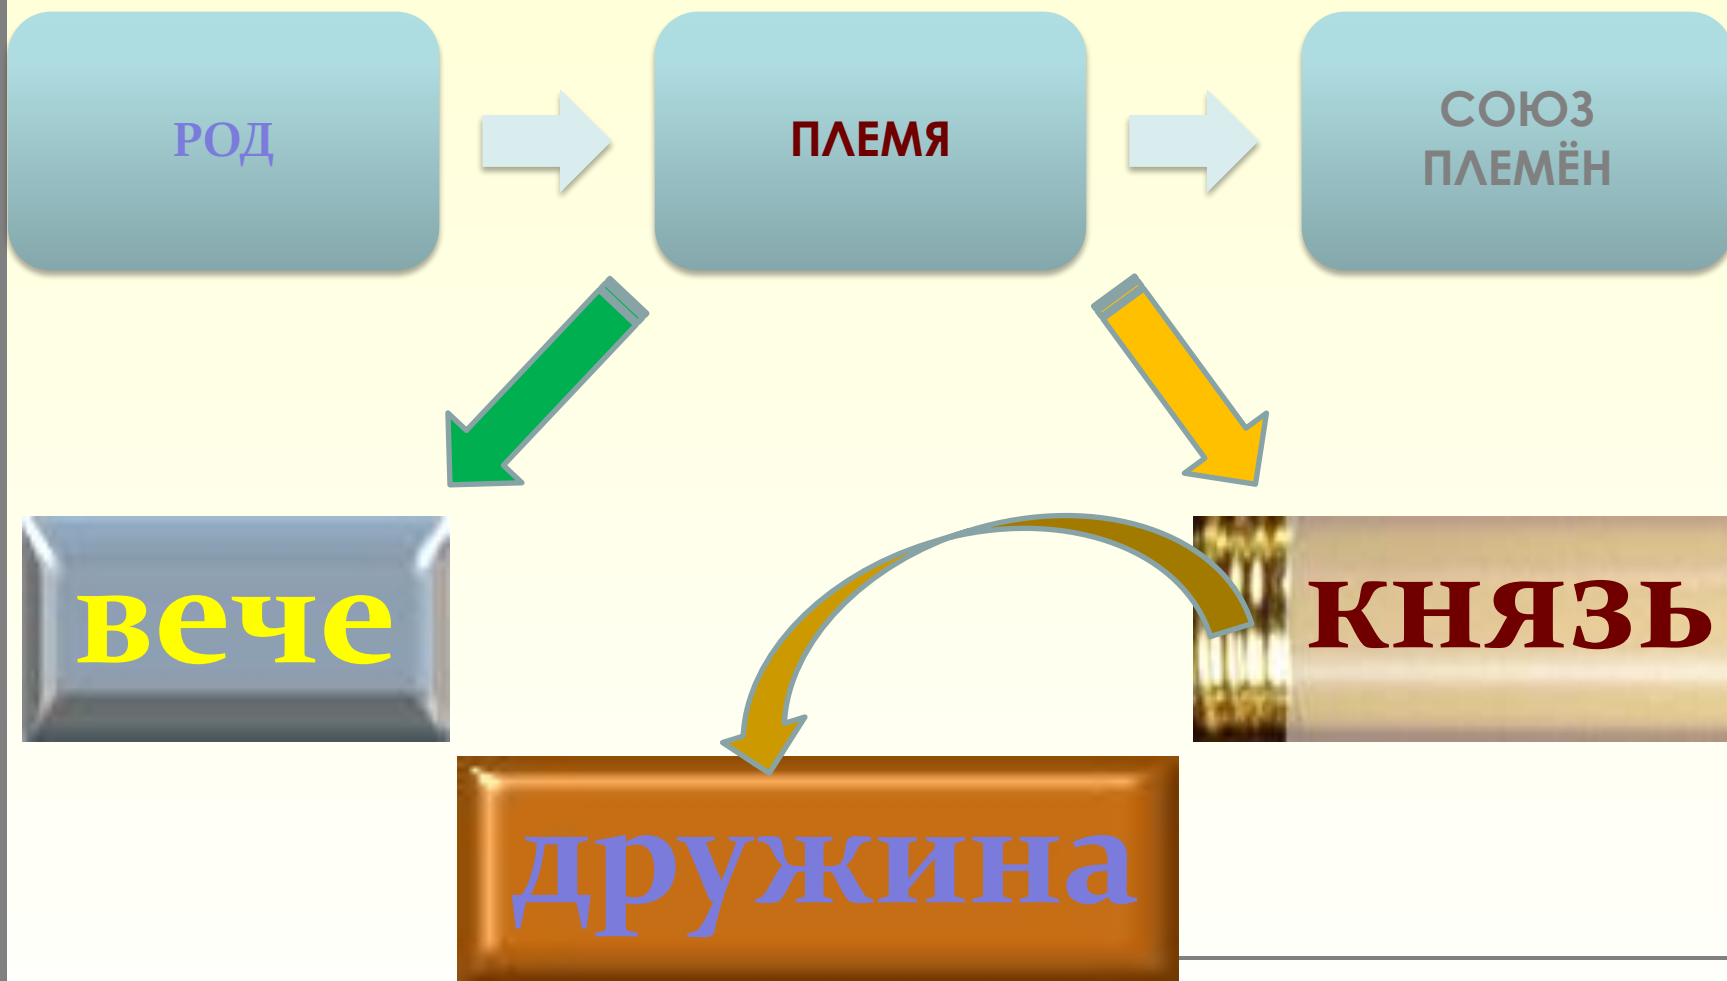 РОД
ПЛЕМЯ
СОЮЗ
ПЛЕМЁН
вече
князь
дружина